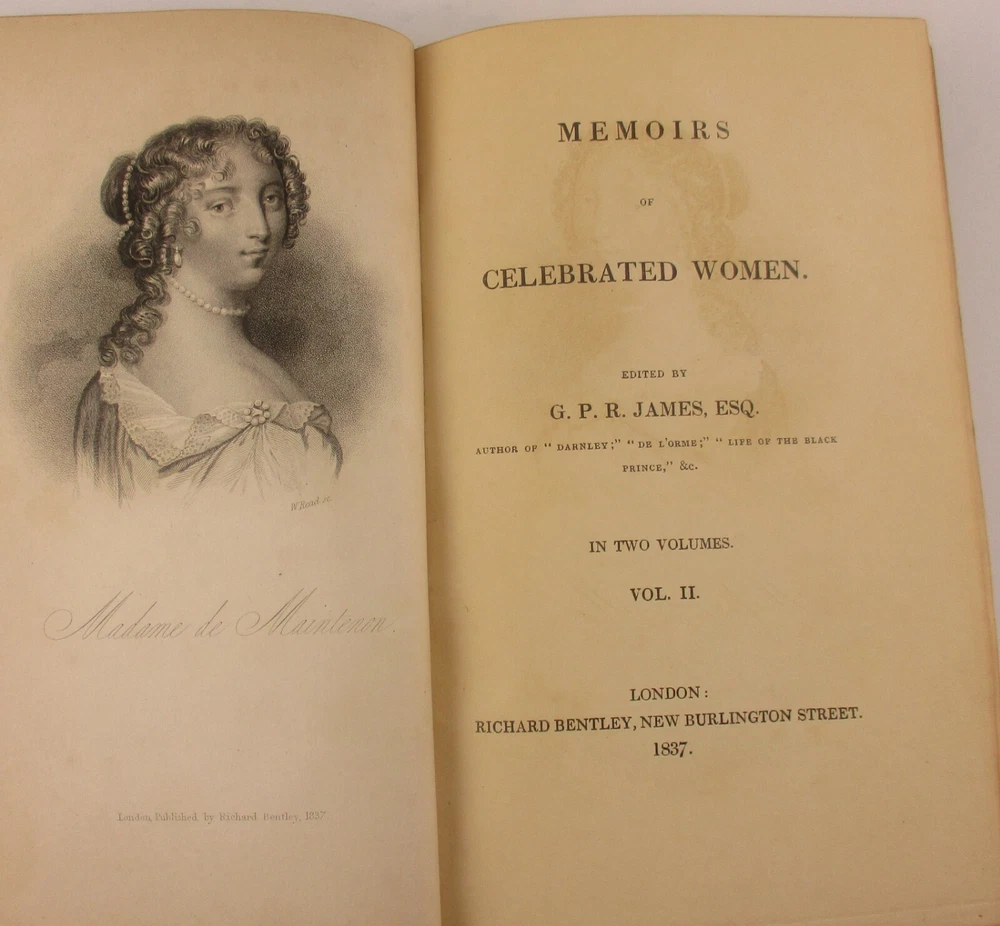 W. Read sc.
Madame de Maintenon.
London, Published by Richard Bentley, 1837.
MEMOIRS
OF
CELEBRATED WOMEN.
EDITED BY
G. P. R. JAMES, ESQ.
AUTHOR OF " DARNLEY;" " DE L'ORME;" " LIFE OF THE BLACK
PRINCE," &c.
IN TWO VOLUMES.
VOL. II.
LONDON:
RICHARD BENTLEY, NEW BURLINGTON STREET.
1837.